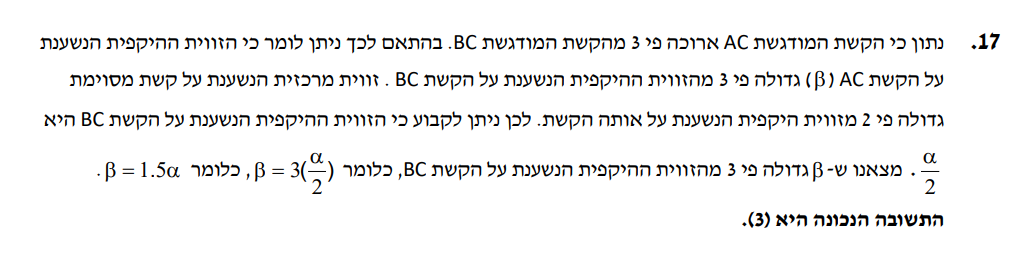 17. נתון כי הקשת המודגשת AC ארוכה פי 3 מהקשת המודגשת BC. בהתאם לכך ניתן לומר כי הזווית ההיקפית הנשענת
על הקשת AC (β) גדולה פי 3 מהזווית ההיקפית הנשענת על הקשת BC . זווית מרכזית הנשענת על קשת מסוימת
גדולה פי 2 מזווית היקפית הנשענת על אותה הקשת. לכן ניתן לקבוע כי הזווית ההיקפית הנשענת על הקשת BC היא
α/2 . מצאנו ש-β גדולה פי 3 מהזווית ההיקפית הנשענת על הקשת BC, כלומר β = 3(α/2) , כלומר β = 1.5α .
התשובה הנכונה היא (3).